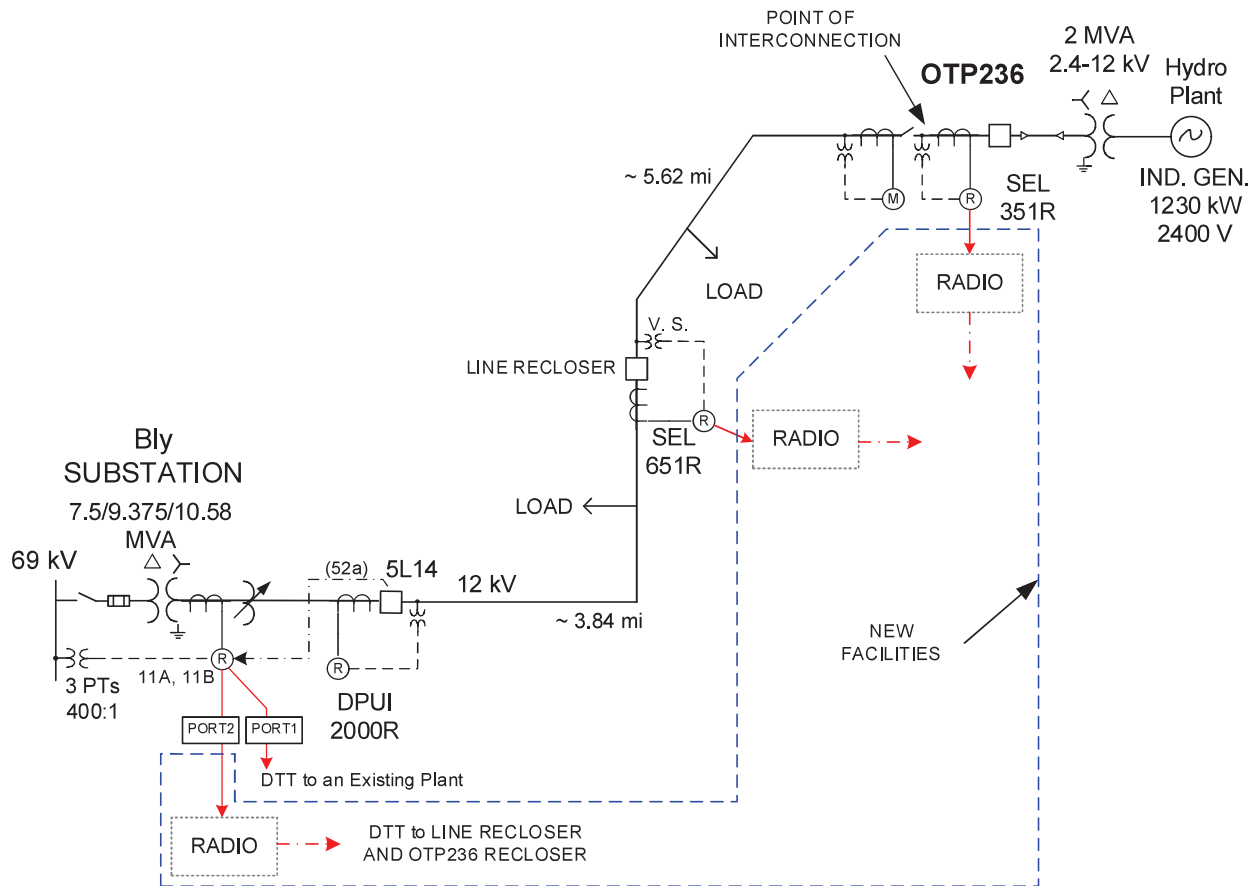 POINT OF
INTERCONNECTION
OTP236
2 MVA
2.4-12 kV
Hydro
Plant
~ 5.62 mi
M
R
SEL
351R
IND. GEN.
1230 kW
2400 V
RADIO
LOAD
V. S.
LINE RECLOSER
R
SEL
651R
RADIO
Bly
SUBSTATION
7.5/9.375/10.58
MVA
LOAD
69 kV
(52a)
5L14
12 kV
~ 3.84 mi
NEW
FACILITIES
3 PTs
400:1
11A, 11B
R
R
DPUI
2000R
PORT2
PORT1
DTT to an Existing Plant
RADIO
DTT to LINE RECLOSER
AND OTP236 RECLOSER